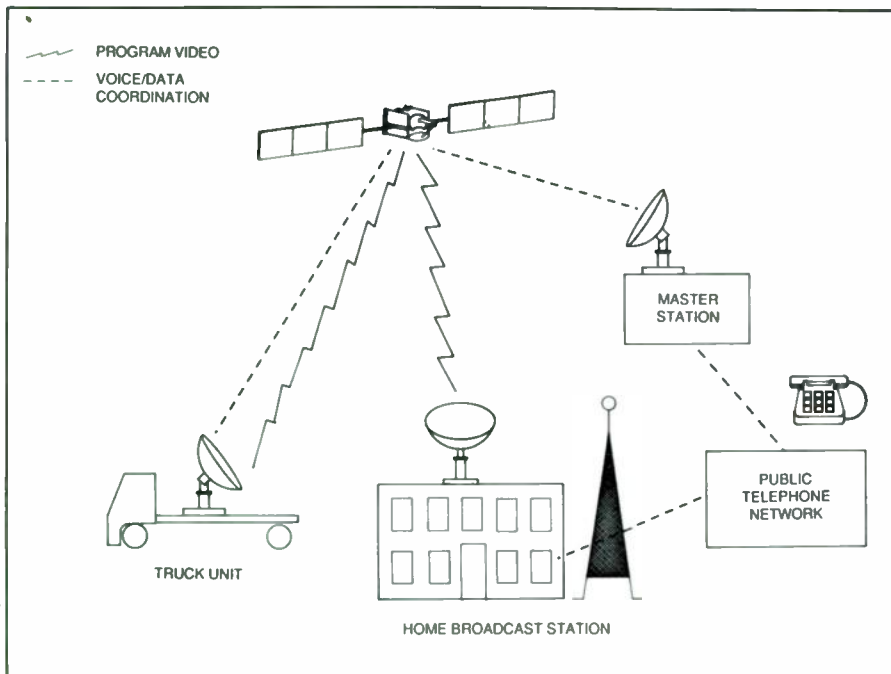 PROGRAM VIDEO
VOICE/DATA
COORDINATION
MASTER
STATION
PUBLIC
TELEPHONE
NETWORK
TRUCK UNIT
HOME BROADCAST STATION